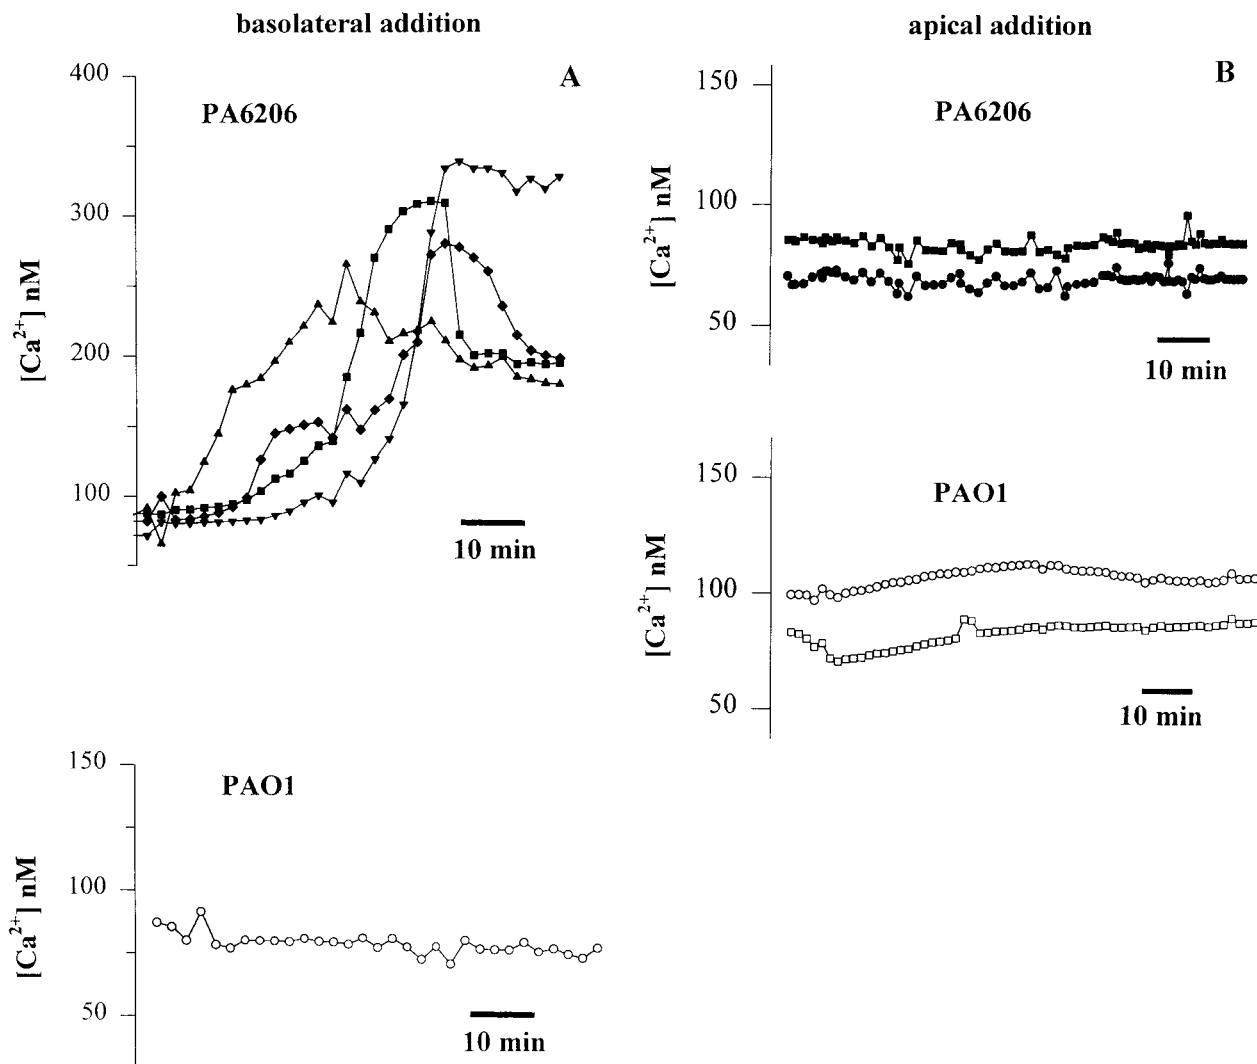 basolateral addition
A
PA6206
400
300
200
100
[Ca2+] nM
10 min
PAO1
150
100
50
[Ca2+] nM
10 min
apical addition
B
PA6206
150
100
50
[Ca2+] nM
10 min
PAO1
150
100
50
[Ca2+] nM
10 min